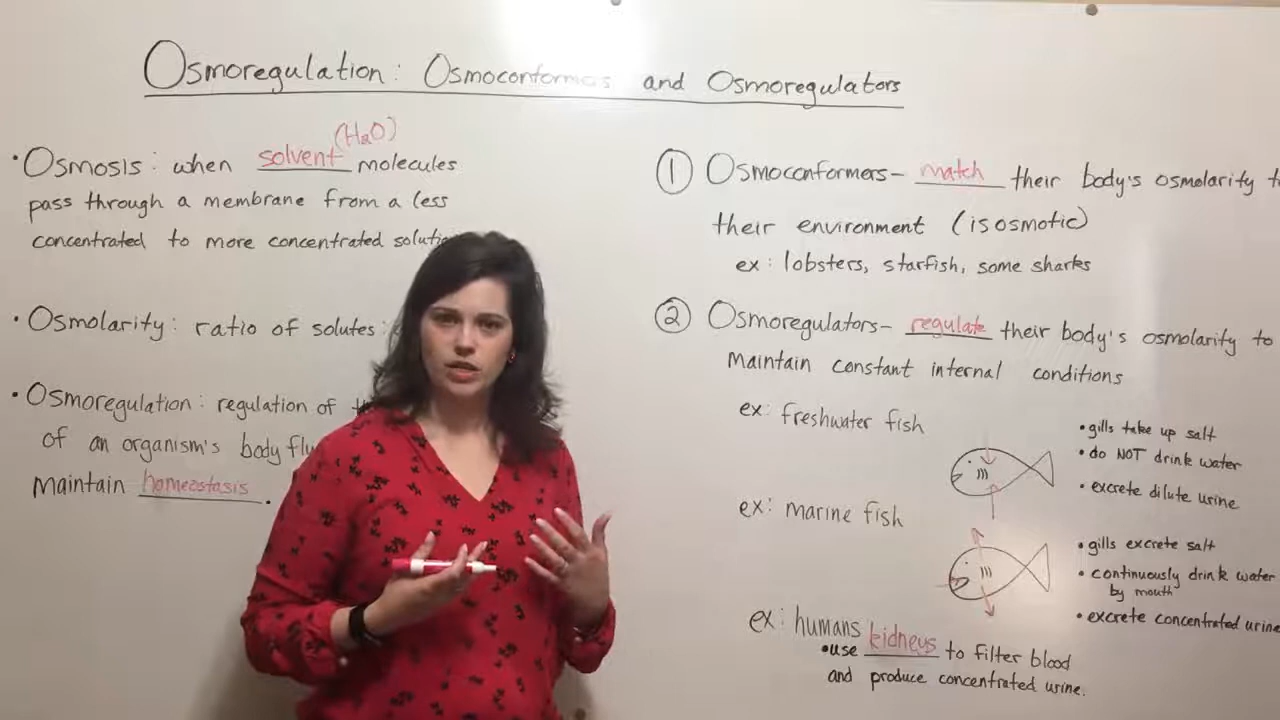 Osmoregulation: Osmoconformers and Osmoregulators
(H2O)
• Osmosis: when solvent molecules
pass through a membrane from a less
concentrated to more concentrated
• Osmolarity: ratio of solutes:
• Osmoregulation: regulation of
of an organism's body
maintain homeostasis.
① Osmoconformers- match their body's osmolarity
their environment (isosmotic)
ex: lobsters, starfish, some sharks
② Osmoregulators- regulate their body's osmolarity to
maintain constant internal conditions
ex: freshwater fish
• gills take up salt
• do NOT drink water
• excrete dilute urine
ex: marine fish
• gills excrete salt
• continuously drink water
by mouth
• excrete concentrated urine
ex: humans
• use kidneys to filter blood
and produce concentrated urine.